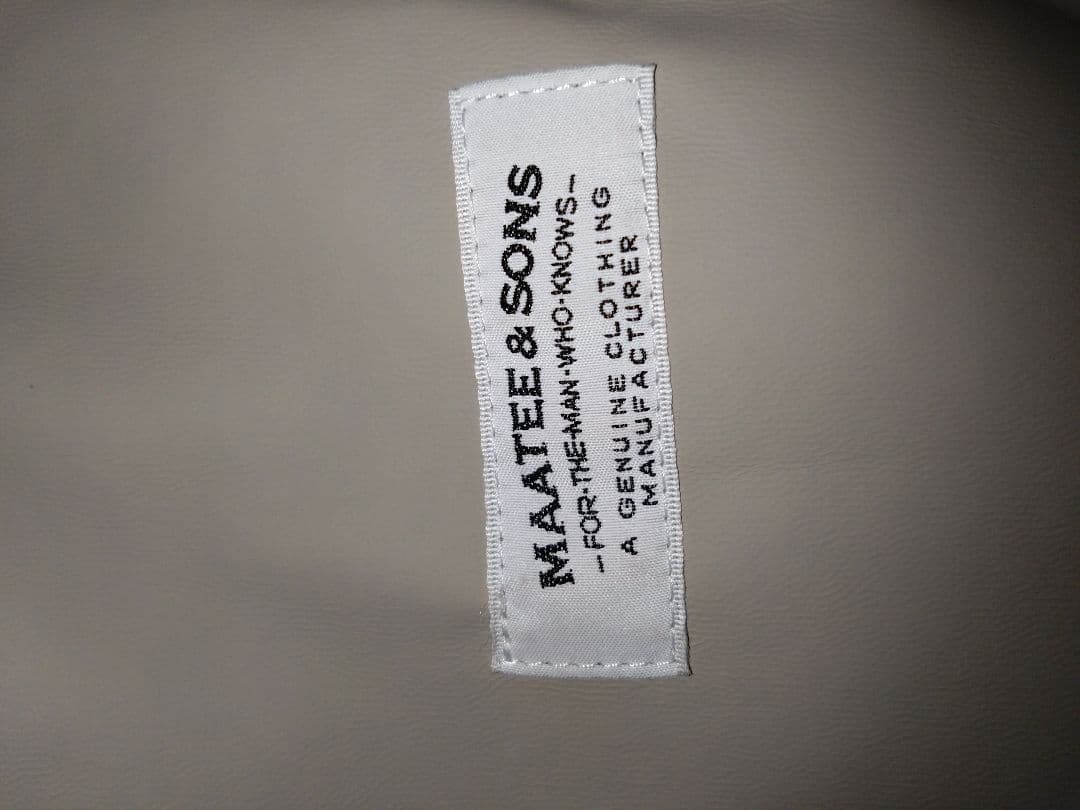 MAATEE & SONS
-FOR-THE-MAN-WHO-KNOWS-
A GENUINE CLOTHING
MANUFACTURER